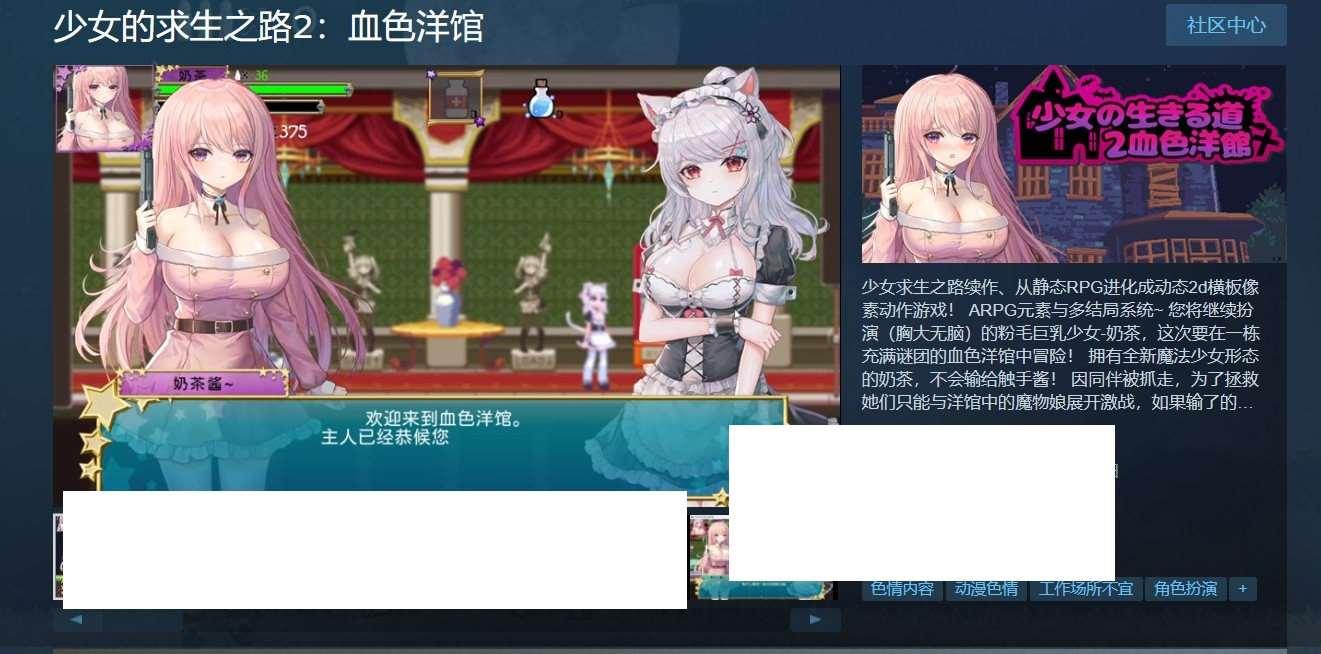 少女的求生之路2：血色洋馆
社区中心
奶茶
36
375
奶茶酱~
欢迎来到血色洋馆。
主人已经恭候您
少女の生きる道
2血色洋館
少女求生之路续作、从静态RPG进化成动态2d横板像
素动作游戏！ ARPG元素与多结局系统~ 您将继续扮
演（胸大无脑）的粉毛巨乳少女-奶茶，这次要在一栋
充满谜团的血色洋馆中冒险！ 拥有全新魔法少女形态
的奶茶，不会输给触手酱！ 因同伴被抓走，为了拯救
她们只能与洋馆中的魔物娘展开激战，如果输了的...
色情内容 动漫色情 工作场所不宜 角色扮演 +